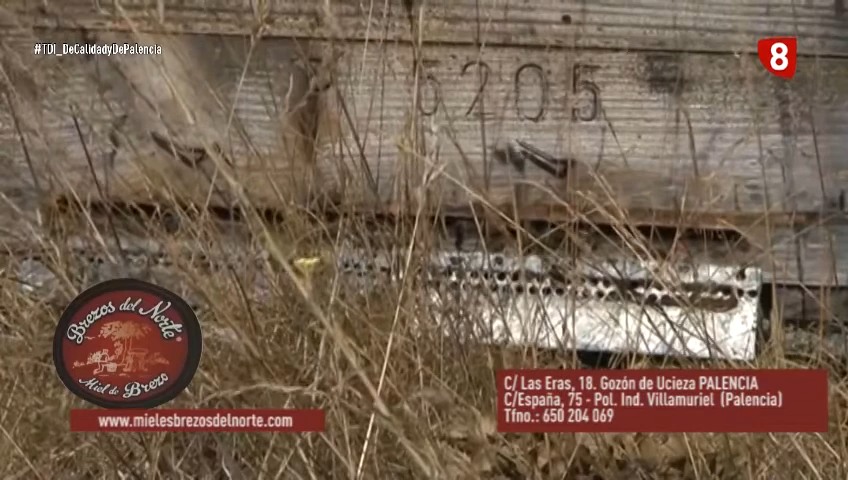 #TDI_DeCalidadyDePalencia
8
5205
Brezos del Norte
®
Miel de Brezo
www.mielesbrezosdelnorte.com
C/ Las Eras, 18. Gozón de Ucieza PALENCIA
C/España, 75 - Pol. Ind. Villamuriel (Palencia)
Tfno.: 650 204 069